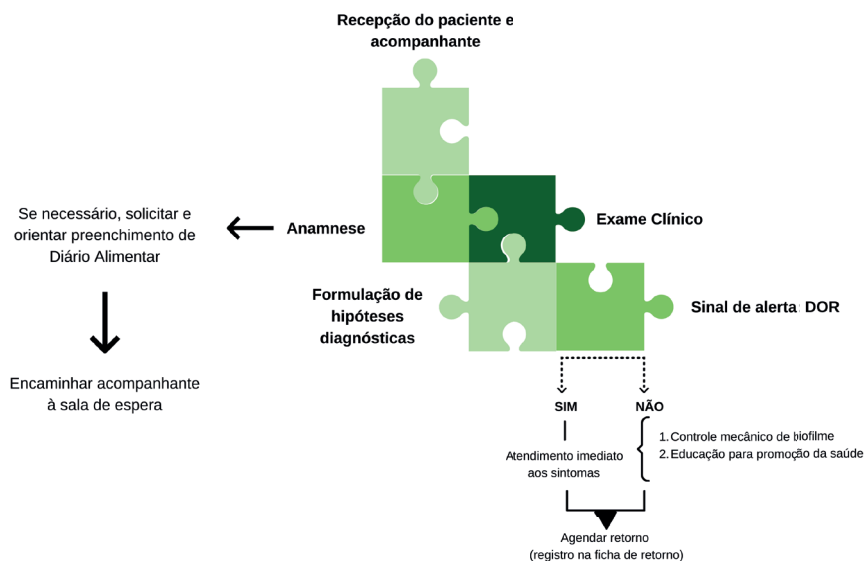 Recepção do paciente e
acompanhante
Se necessário, solicitar e
orientar preenchimento de
Diário Alimentar
Anamnese
Exame Clínico
Encaminhar acompanhante
à sala de espera
Formulação de
hipóteses
diagnósticas
Sinal de alerta: DOR
SIM
NÃO
Atendimento imediato
aos sintomas
1. Controle mecânico de biofilme
2. Educação para promoção da saúde
Agendar retorno
(registro na ficha de retorno)